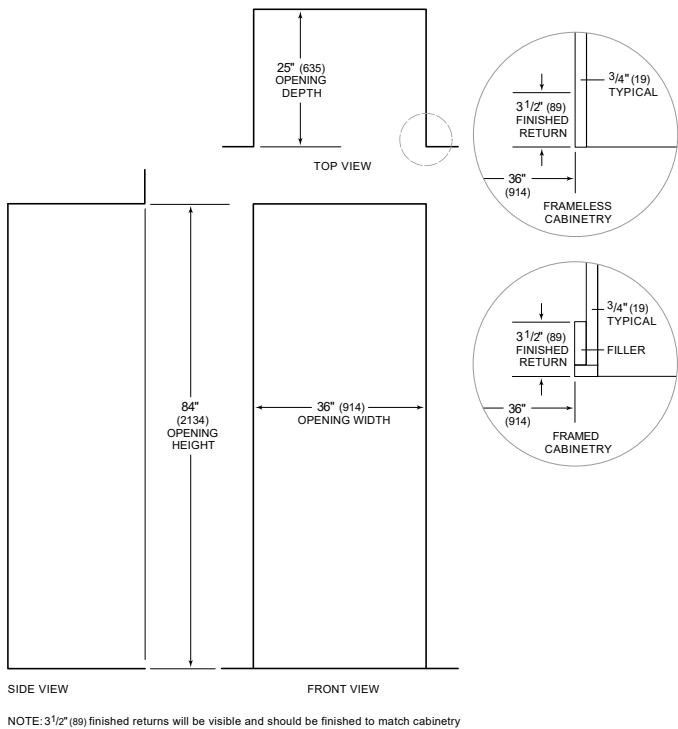 25" (635)
OPENING
DEPTH
TOP VIEW
3/4" (19)
TYPICAL
3 1/2" (89)
FINISHED
RETURN
36"
(914)
FRAMELESS
CABINETRY
3/4" (19)
TYPICAL
3 1/2" (89)
FINISHED
RETURN
FILLER
36"
(914)
FRAMED
CABINETRY
84"
(2134)
OPENING
HEIGHT
36" (914)
OPENING WIDTH
SIDE VIEW
FRONT VIEW
NOTE: 3 1/2" (89) finished returns will be visible and should be finished to match cabinetry